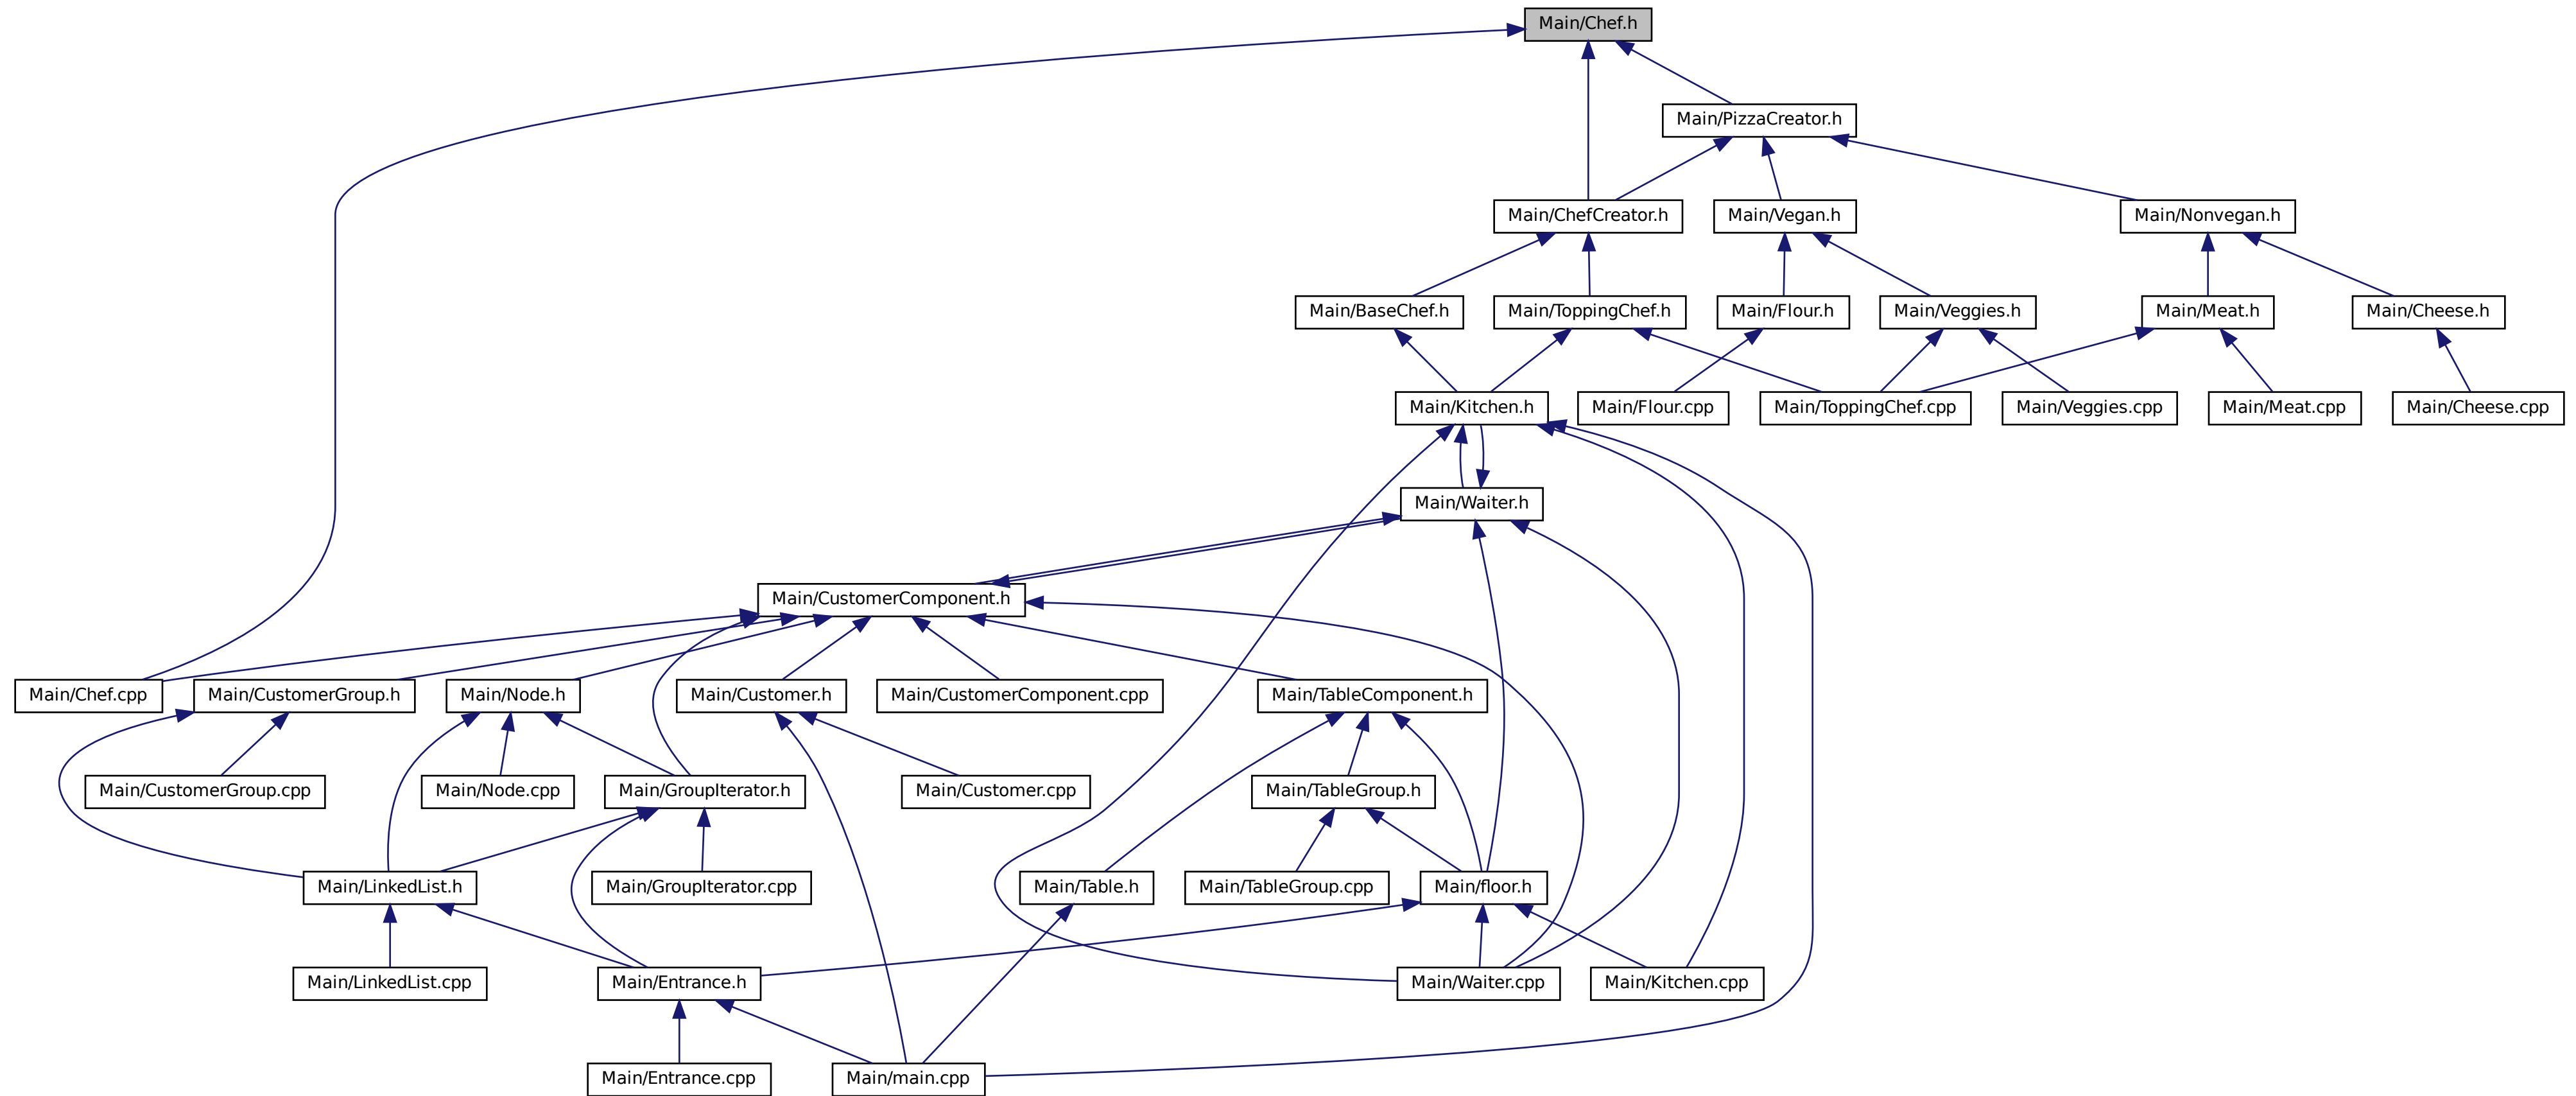 Main/Chef.h
Main/PizzaCreator.h
Main/ChefCreator.h
Main/Vegan.h
Main/Nonvegan.h
Main/BaseChef.h
Main/ToppingChef.h
Main/Flour.h
Main/Veggies.h
Main/Meat.h
Main/Cheese.h
Main/Kitchen.h
Main/Flour.cpp
Main/ToppingChef.cpp
Main/Veggies.cpp
Main/Meat.cpp
Main/Cheese.cpp
Main/Waiter.h
Main/CustomerComponent.h
Main/Chef.cpp
Main/CustomerGroup.h
Main/Node.h
Main/Customer.h
Main/CustomerComponent.cpp
Main/TableComponent.h
Main/CustomerGroup.cpp
Main/Node.cpp
Main/GroupIterator.h
Main/Customer.cpp
Main/TableGroup.h
Main/LinkedList.h
Main/GroupIterator.cpp
Main/Table.h
Main/TableGroup.cpp
Main/floor.h
Main/LinkedList.cpp
Main/Entrance.h
Main/Waiter.cpp
Main/Kitchen.cpp
Main/Entrance.cpp
Main/main.cpp